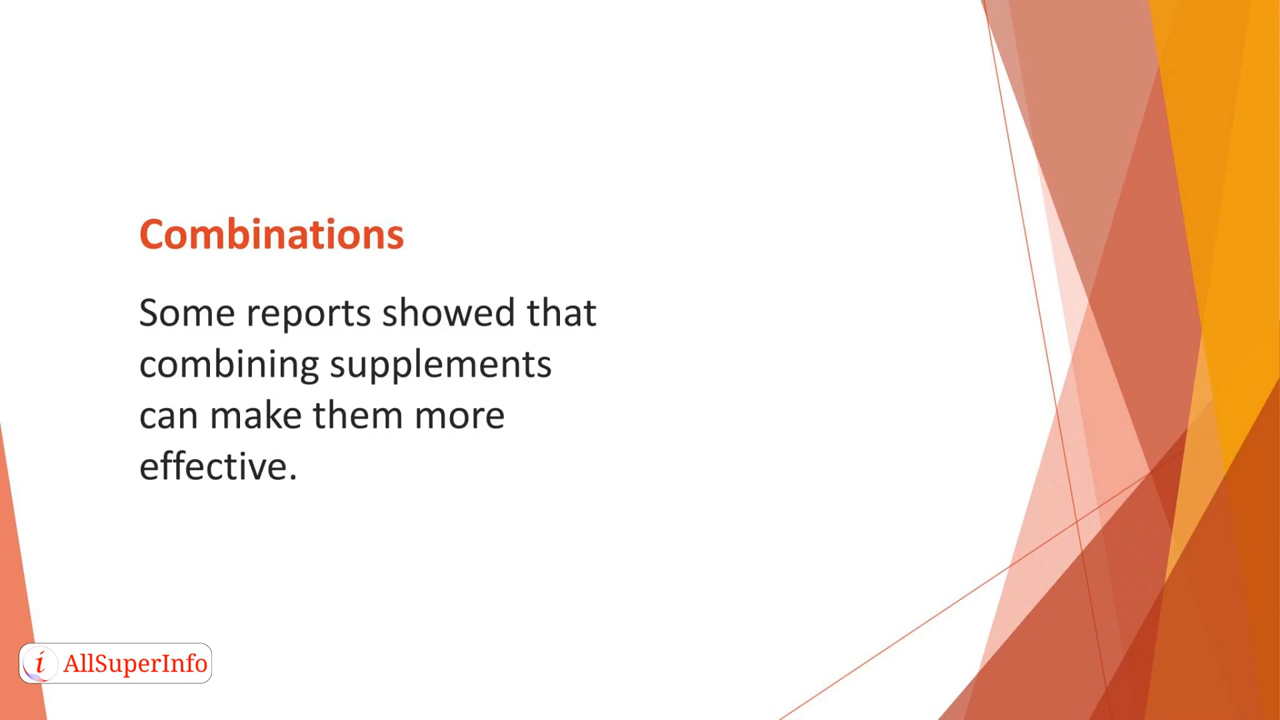 Combinations
Some reports showed that
combining supplements
can make them more
effective.
i AllSuperInfo